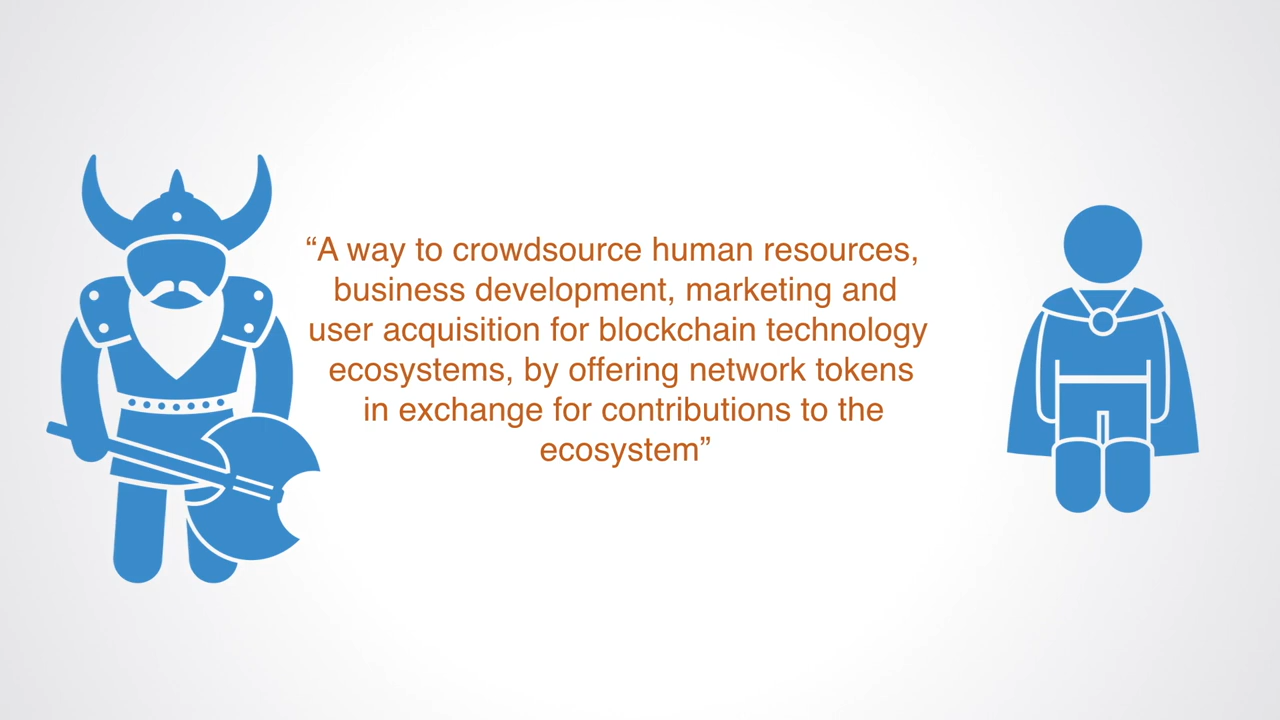 “A way to crowdsource human resources,
business development, marketing and
user acquisition for blockchain technology
ecosystems, by offering network tokens
in exchange for contributions to the
ecosystem”